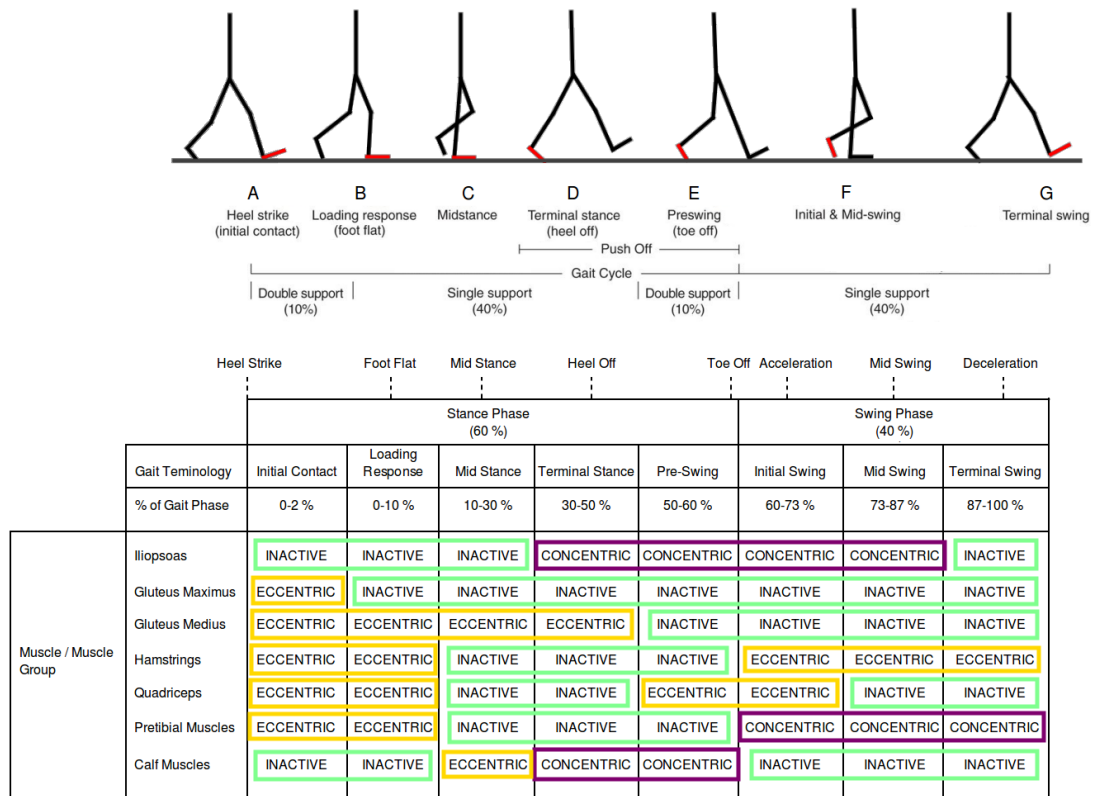 A B C D E F G
Heel strike Loading response Midstance Terminal stance Preswing Initial & Mid-swing Terminal swing
(initial contact) (foot flat) (heel off) (toe off)
Push Off
Gait Cycle
Double support Single support Double support Single support
(10%) (40%) (10%) (40%)
Heel Strike Foot Flat Mid Stance Heel Off Toe Off Acceleration Mid Swing Deceleration
Stance Phase Swing Phase
(60 %) (40 %)
Gait Teminology Initial Contact Loading Response Mid Stance Terminal Stance Pre-Swing Initial Swing Mid Swing Terminal Swing
% of Gait Phase 0-2 % 0-10 % 10-30 % 30-50 % 50-60 % 60-73 % 73-87 % 87-100 %
Muscle / Muscle
Group
Iliopsoas INACTIVE INACTIVE INACTIVE CONCENTRIC CONCENTRIC CONCENTRIC CONCENTRIC INACTIVE
Gluteus Maximus ECCENTRIC INACTIVE INACTIVE INACTIVE INACTIVE INACTIVE INACTIVE INACTIVE
Gluteus Medius ECCENTRIC ECCENTRIC ECCENTRIC ECCENTRIC INACTIVE INACTIVE INACTIVE INACTIVE
Hamstrings ECCENTRIC ECCENTRIC INACTIVE INACTIVE INACTIVE ECCENTRIC ECCENTRIC ECCENTRIC
Quadriceps ECCENTRIC ECCENTRIC INACTIVE INACTIVE ECCENTRIC ECCENTRIC INACTIVE INACTIVE
Pretibial Muscles ECCENTRIC ECCENTRIC INACTIVE INACTIVE INACTIVE CONCENTRIC CONCENTRIC CONCENTRIC
Calf Muscles INACTIVE INACTIVE ECCENTRIC CONCENTRIC CONCENTRIC INACTIVE INACTIVE INACTIVE